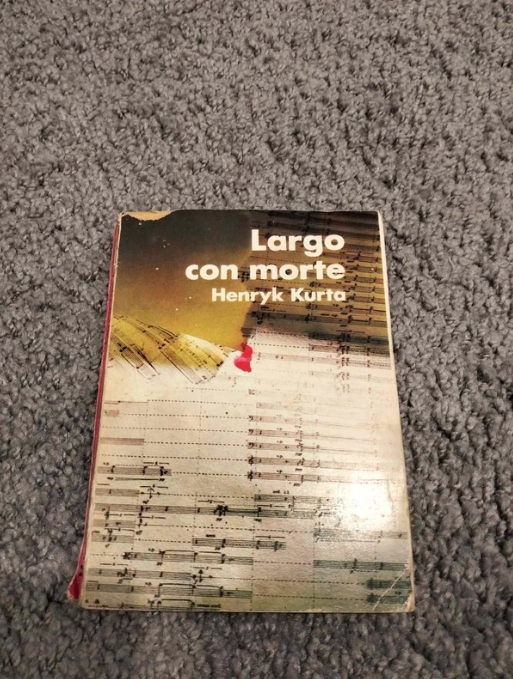 Largo
con morte
Henryk Kurta